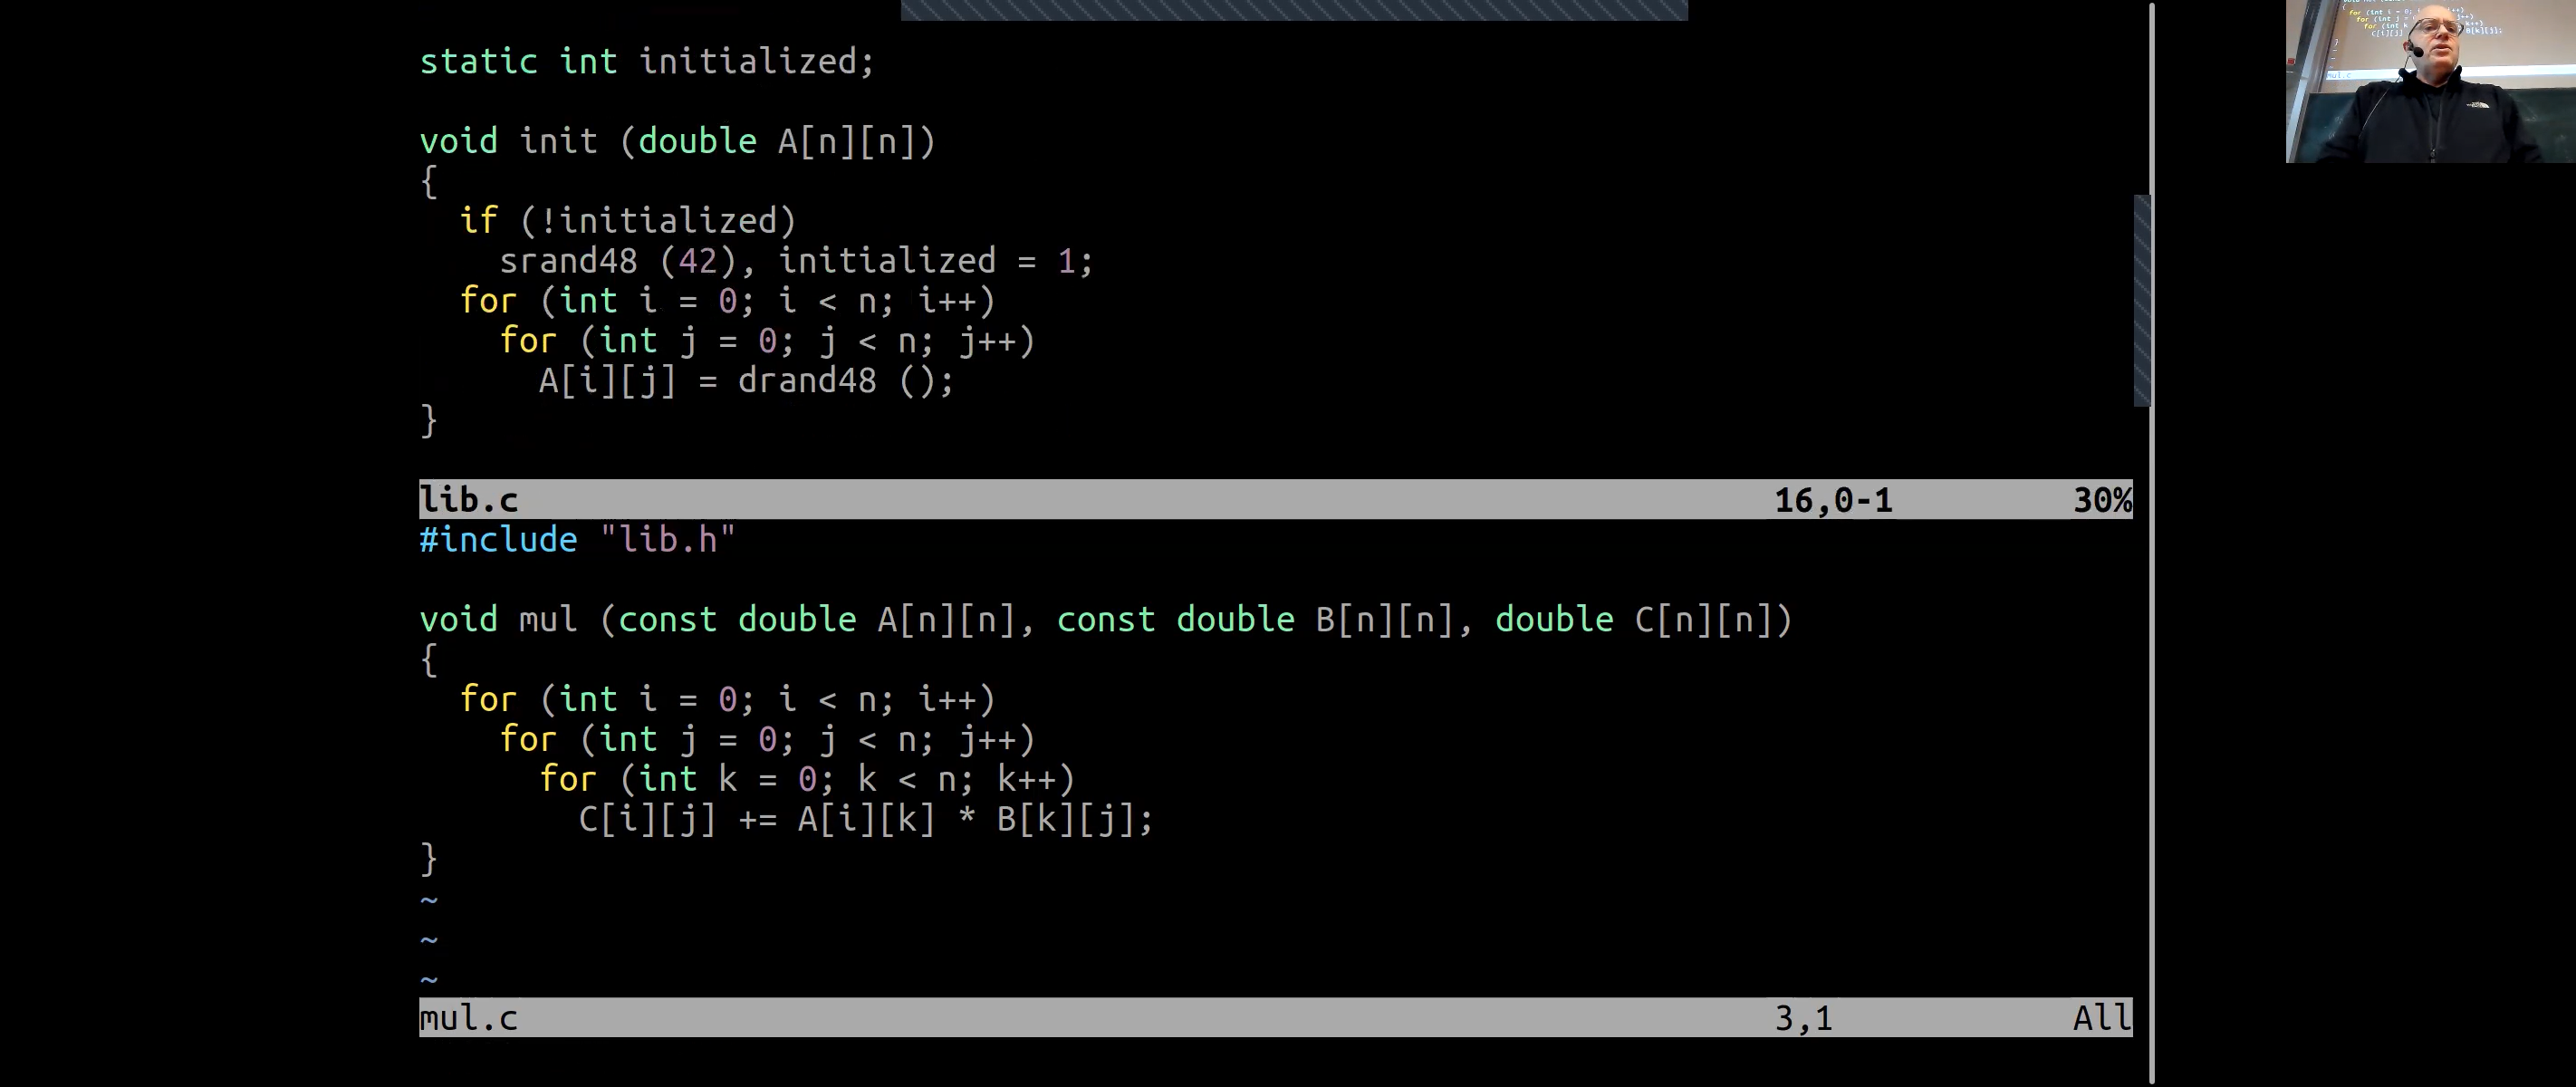 static int initialized;
void init (double A[n][n])
{
  if (!initialized)
    srand48 (42), initialized = 1;
  for (int i = 0; i < n; i++)
    for (int j = 0; j < n; j++)
      A[i][j] = drand48 ();
}
lib.c 16,0-1 30%
#include "lib.h"
void mul (const double A[n][n], const double B[n][n], double C[n][n])
{
  for (int i = 0; i < n; i++)
    for (int j = 0; j < n; j++)
      for (int k = 0; k < n; k++)
        C[i][j] += A[i][k] * B[k][j];
}
~
~
~
mul.c 3,1 All